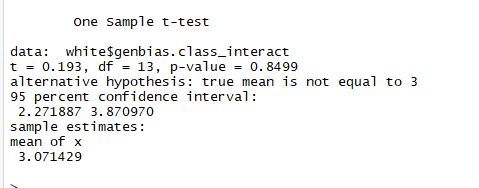 One Sample t-test
data:  white$genbias.class_interact
t = 0.193, df = 13, p-value = 0.8499
alternative hypothesis: true mean is not equal to 3
95 percent confidence interval:
 2.271887 3.870970
sample estimates:
mean of x
 3.071429
>